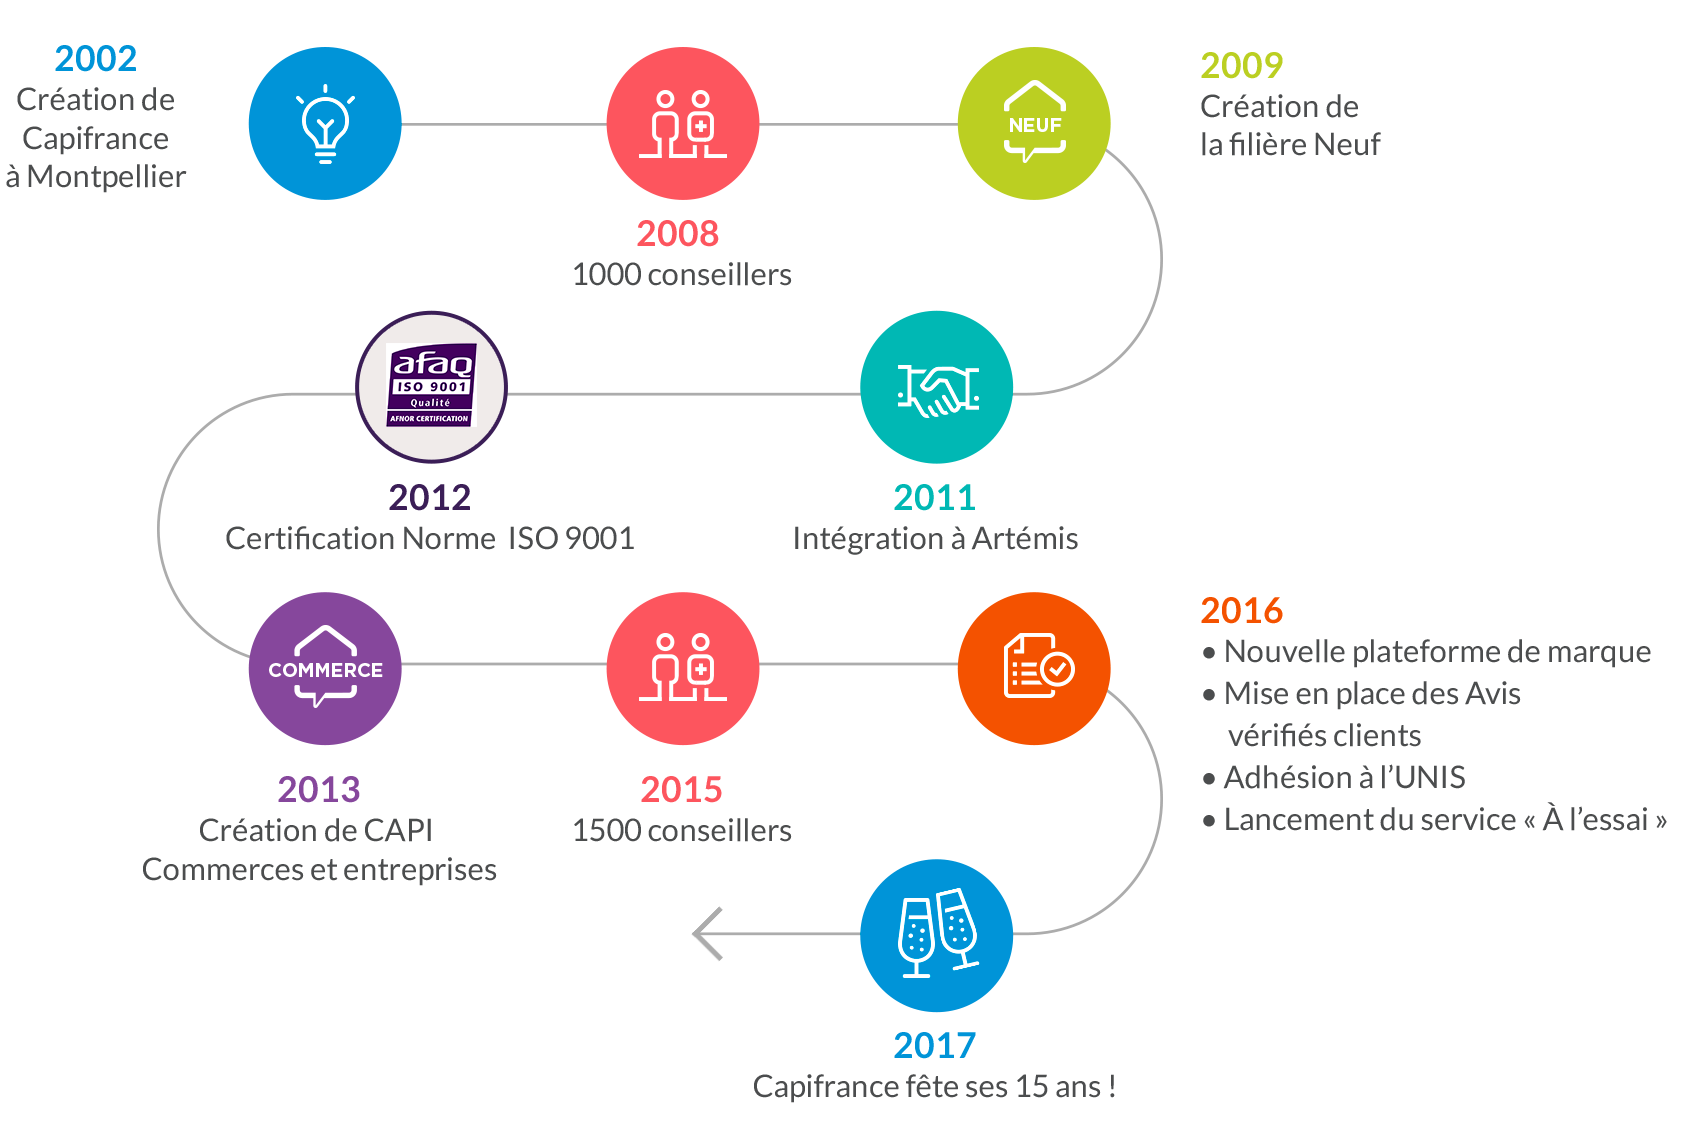 2002
Création de
Capifrance
à Montpellier
2008
1000 conseillers
NEUF
2009
Création de
la filière Neuf
2011
Intégration à Artémis
afaq
ISO 9001
Qualité
AFNOR CERTIFICATION
2012
Certification Norme ISO 9001
COMMERCE
2013
Création de CAPI
Commerces et entreprises
2015
1500 conseillers
2016
• Nouvelle plateforme de marque
• Mise en place des Avis
vérifiés clients
• Adhésion à l’UNIS
• Lancement du service « À l’essai »
2017
Capifrance fête ses 15 ans !